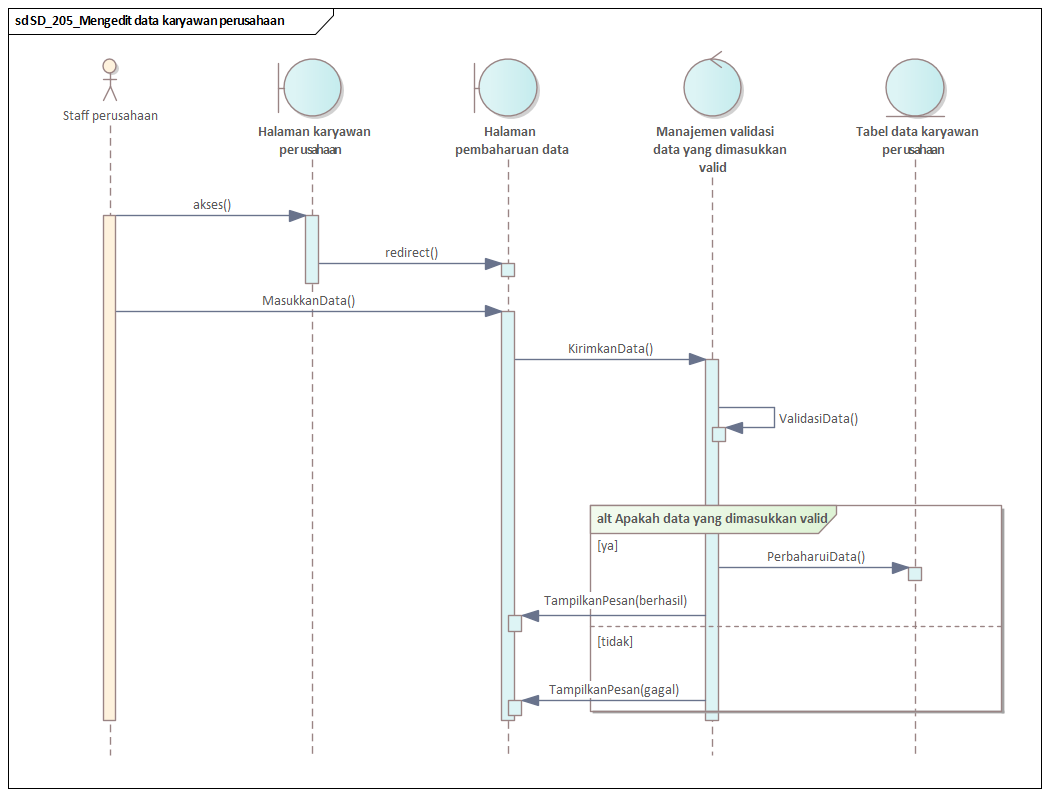 sd SD_205_Mengedit data karyawan perusahaan
Staff perusahaan
Halaman karyawan
perusahaan
Halaman
pembaharuan data
Manajemen validasi
data yang dimasukkan
valid
Tabel data karyawan
perusahaan
akses()
redirect()
MasukkanData()
KirimkanData()
ValidasiData()
alt Apakah data yang dimasukkan valid
[ya]
PerbaharuiData()
TampilkanPesan(berhasil)
[tidak]
TampilkanPesan(gagal)